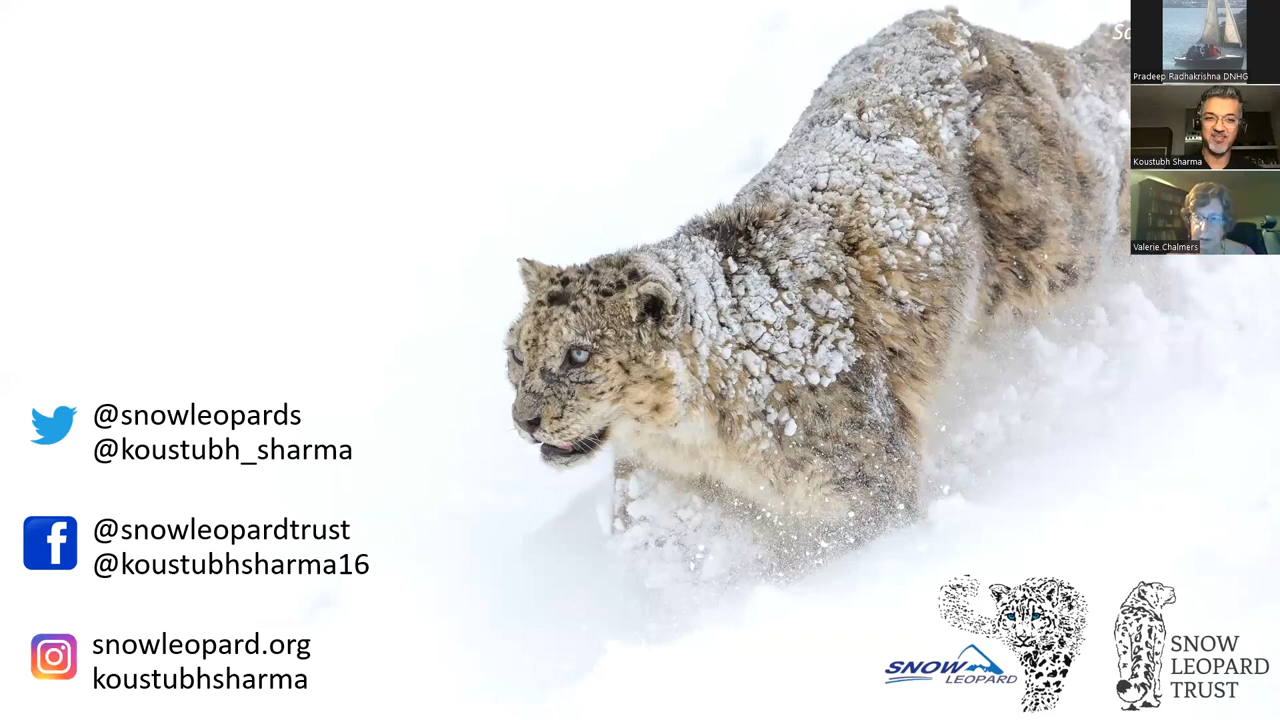 @snowleopards
@koustubh_sharma
@snowleopardtrust
@koustubhsharma16
snowleopard.org
koustubhsharma
Pradeep Radhakrishna DNHG
Koustubh Sharma
Valerie Chalmers
SNOW
LEOPARD
SNOW
LEOPARD
TRUST